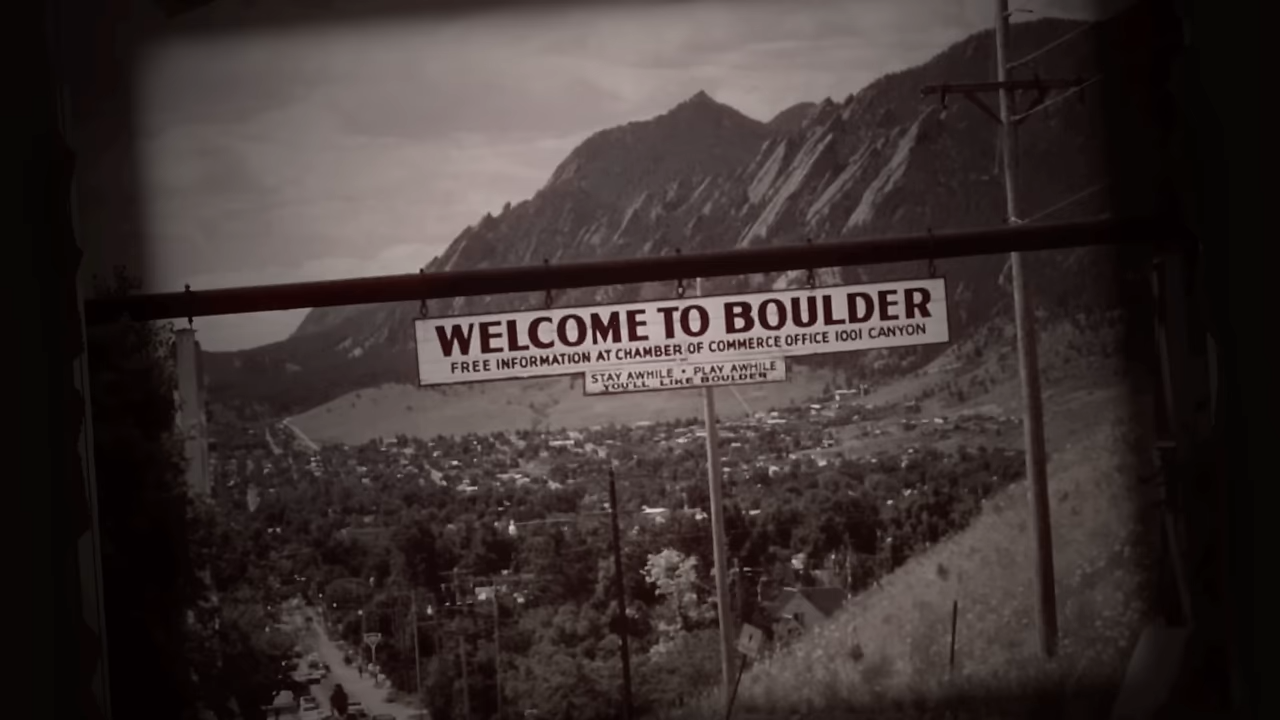 WELCOME TO BOULDER
FREE INFORMATION AT CHAMBER OF COMMERCE OFFICE 1001 CANYON
STAY AWHILE • PLAY AWHILE
YOU'LL LIKE BOULDER